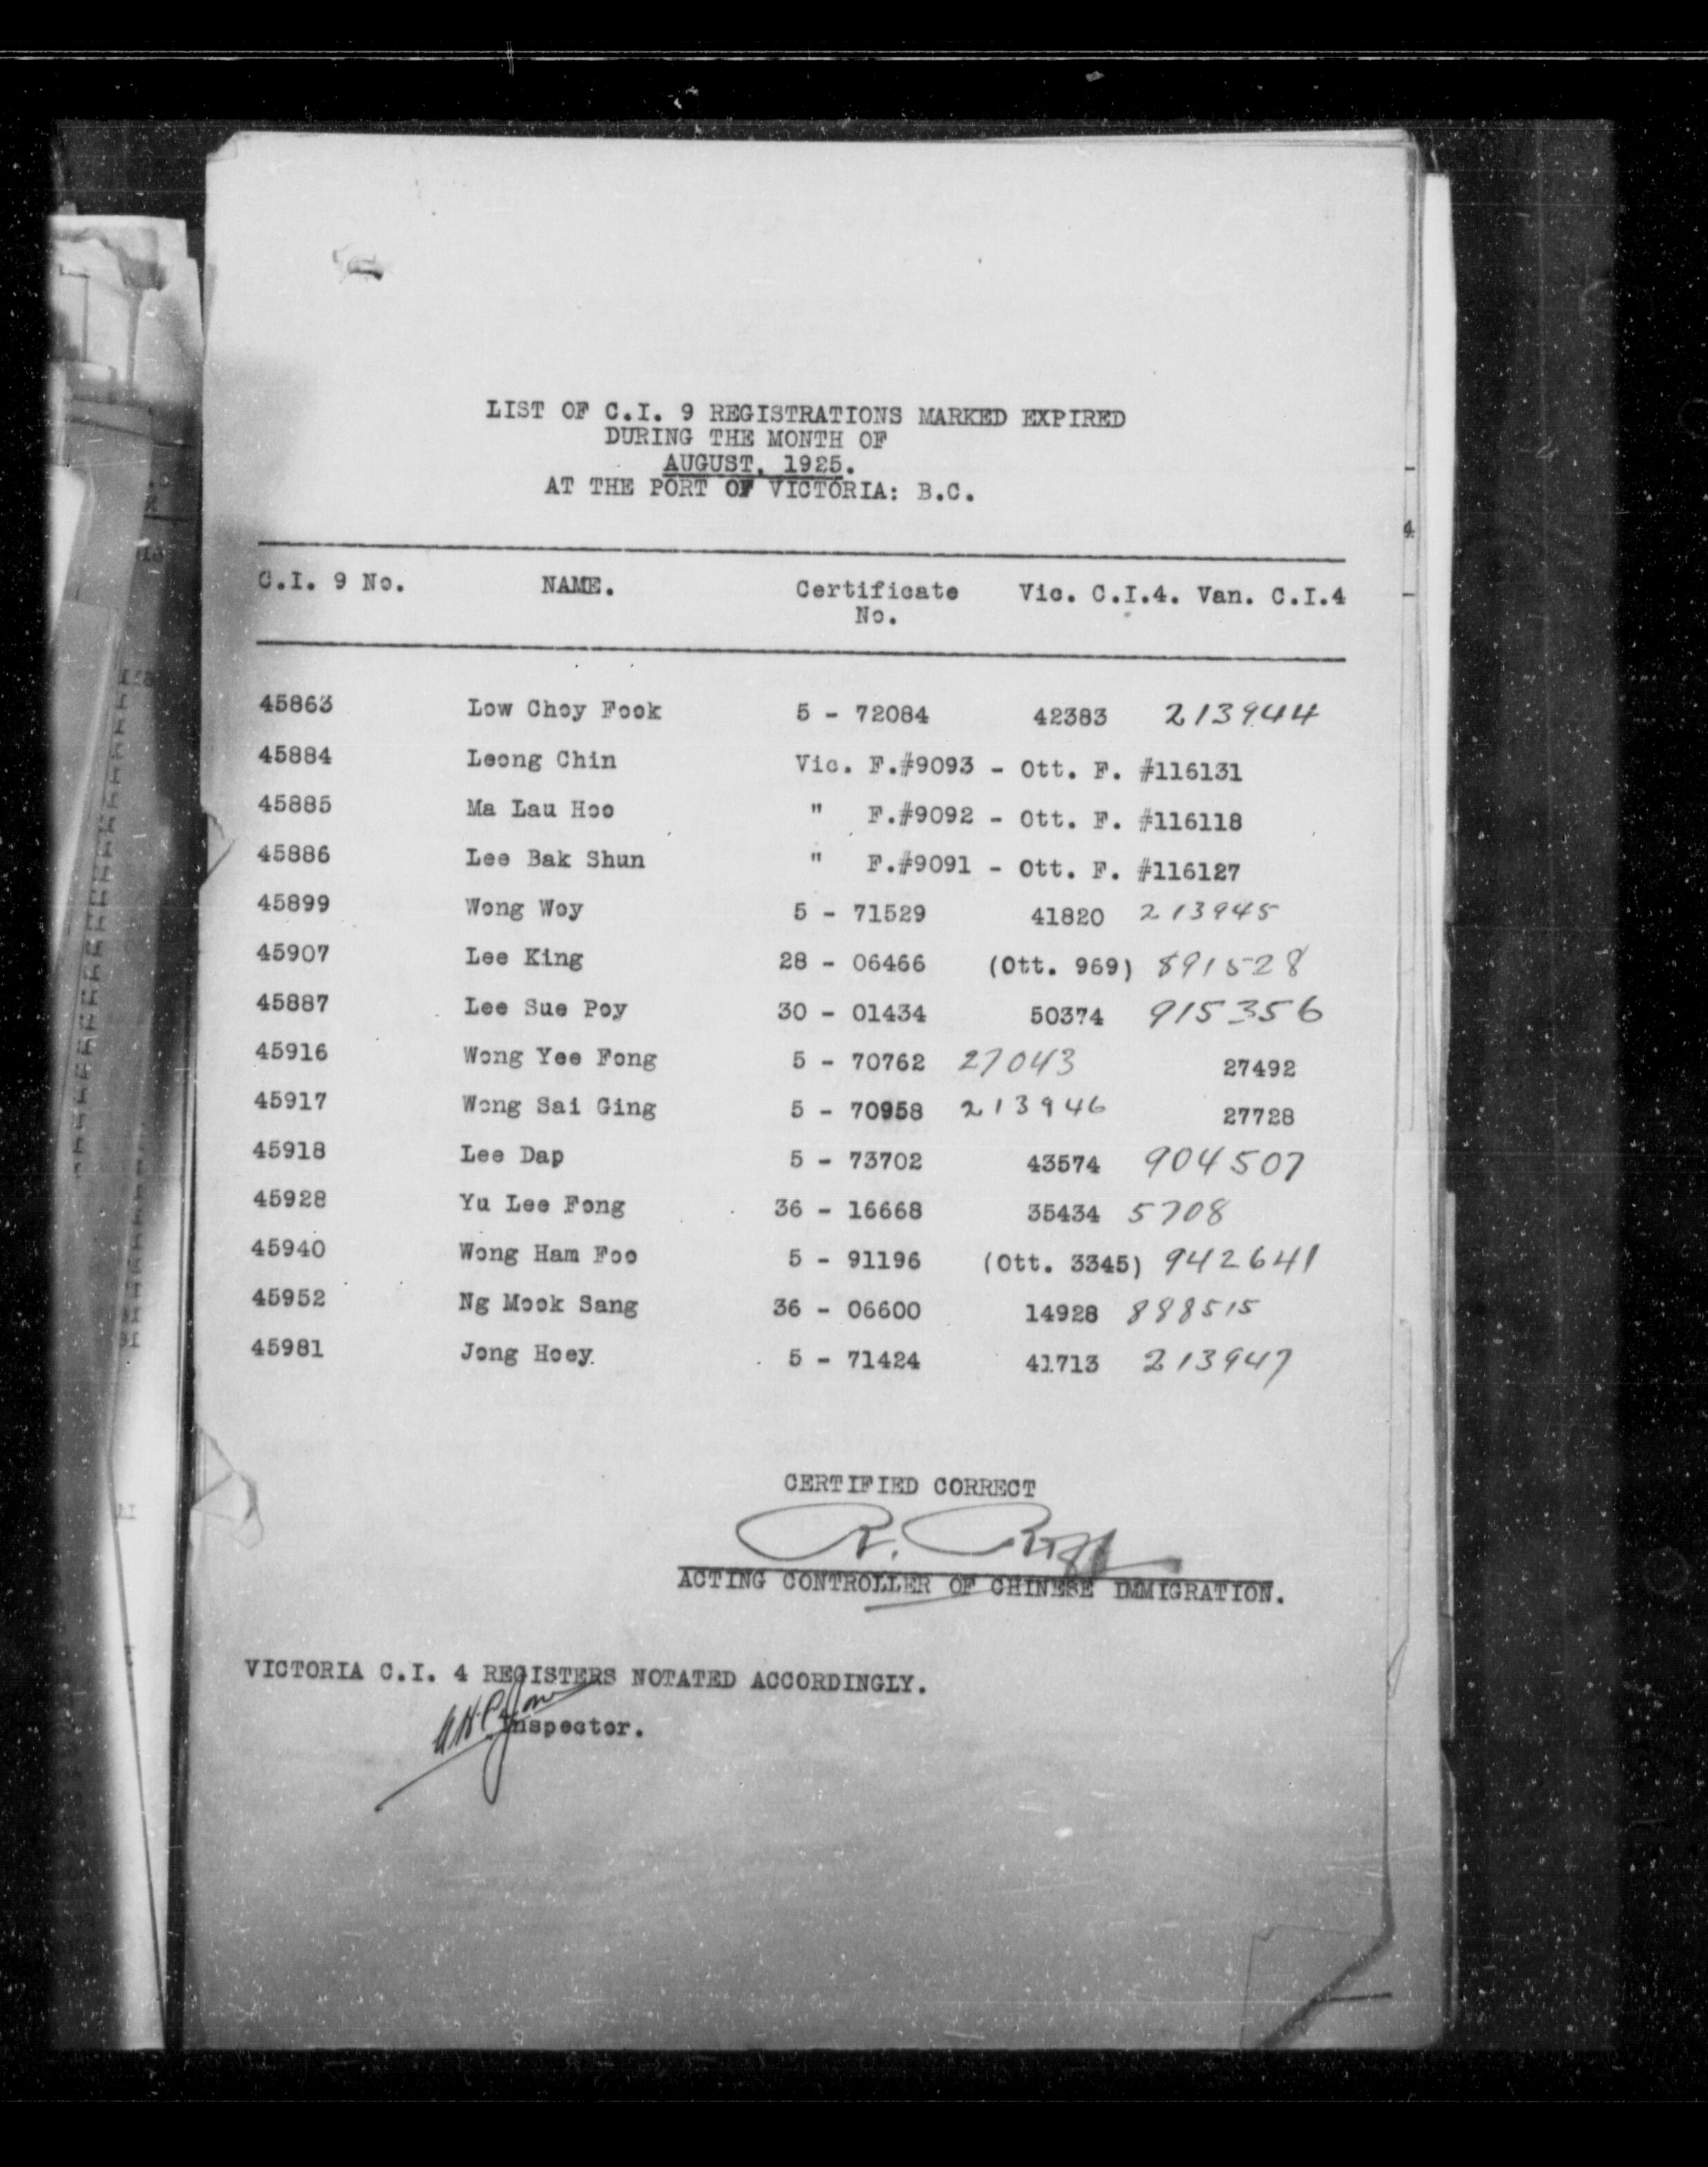 LIST OF C.I. 9 REGISTRATIONS MARKED EXPIRED
DURING THE MONTH OF
AUGUST, 1925.
AT THE PORT OF VICTORIA: B.C.
C.I. 9 No. NAME. Certificate Vic. C.I.4. Van. C.I.4
No.
45863 Low Choy Fook 5 - 72084 42383 213944
45884 Leong Chin Vic. F.#9093 - Ott. F. #116131
45885 Ma Lau Hoo " F.#9092 - Ott. F. #116118
45886 Lee Bak Shun " F.#9091 - Ott. F. #116127
45899 Wong Woy 5 - 71529 41820 213945
45907 Lee King 28 - 06466 (Ott. 969) 891528
45887 Lee Sue Poy 30 - 01434 50374 915356
45916 Wong Yee Fong 5 - 70762 27043 27492
45917 Wong Sai Ging 5 - 70958 213946 27728
45918 Lee Dap 5 - 73702 43574 904507
45928 Yu Lee Fong 36 - 16668 35434 5708
45940 Wong Ham Foo 5 - 91196 (Ott. 3345) 942641
45952 Ng Mook Sang 36 - 06600 14928 888515
45981 Jong Hoey 5 - 71424 41713 213947
CERTIFIED CORRECT
ACTING CONTROLLER OF CHINESE IMMIGRATION.
VICTORIA C.I. 4 REGISTERS NOTATED ACCORDINGLY.
Inspector.